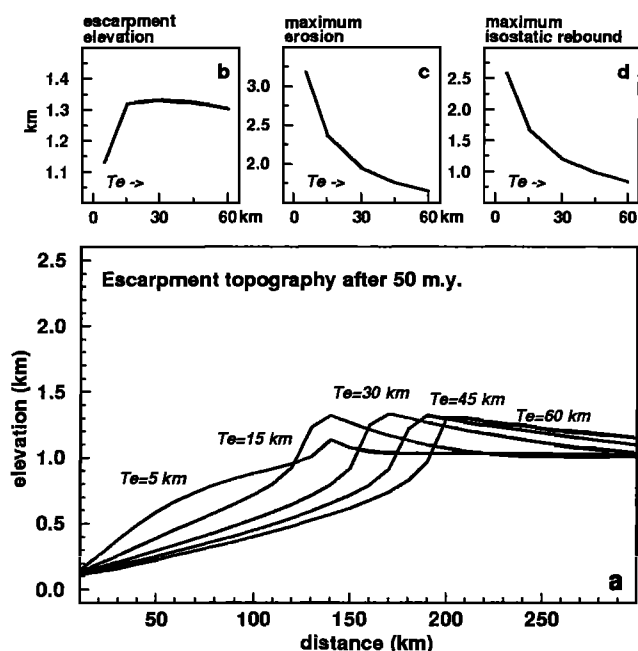 escarpment
elevation
maximum
erosion
maximum
isostatic rebound
b
1.4
1.3
1.2
1.1
km
Te ->
0
30
60 km
c
3.0
2.5
2.0
Te ->
0
30
60 km
d
2.5
2.0
1.5
1.0
Te ->
0
30
60 km
Escarpment topography after 50 m.y.
2.5
2.0
1.5
1.0
0.5
0.0
elevation (km)
Te=5 km
Te=15 km
Te=30 km
Te=45 km
Te=60 km
a
50
100
150
200
250
distance (km)